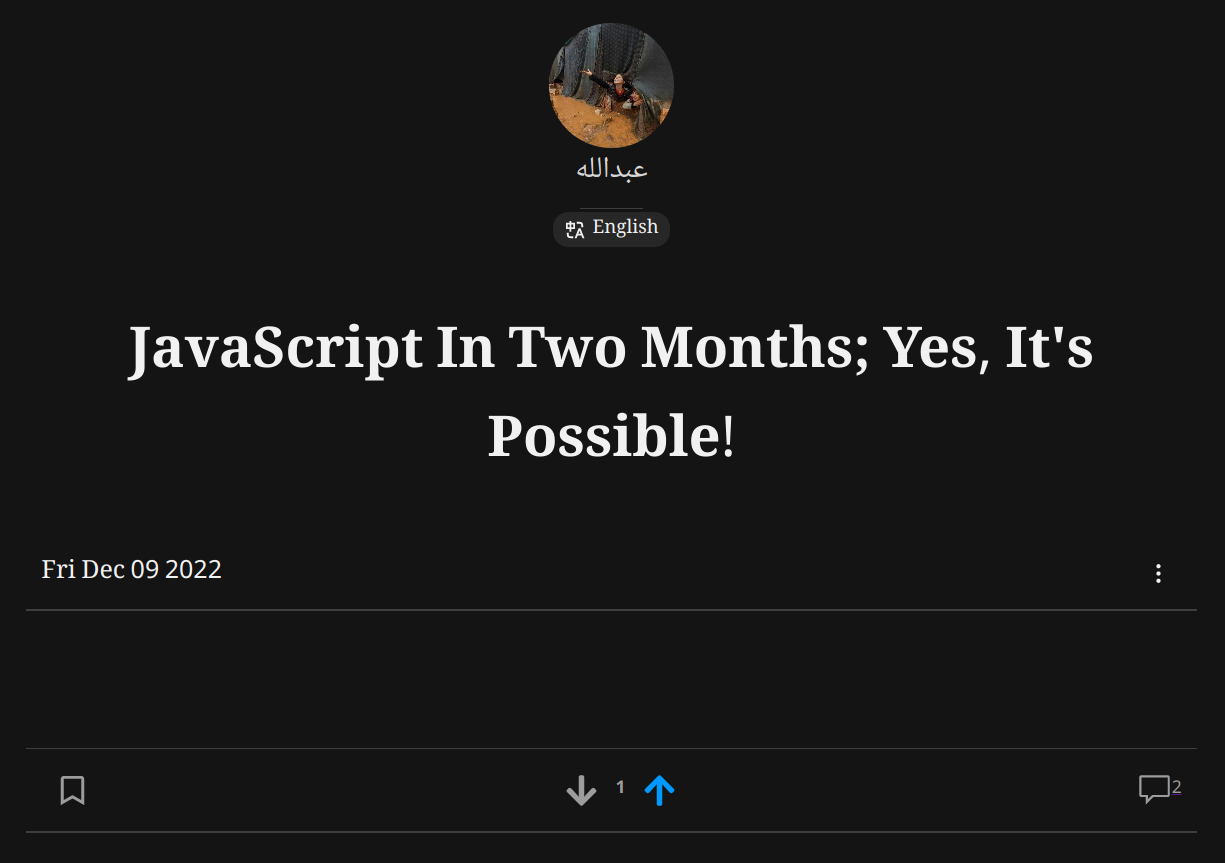 عبدالله
English
JavaScript In Two Months; Yes, It's
Possible!
Fri Dec 09 2022
1
2